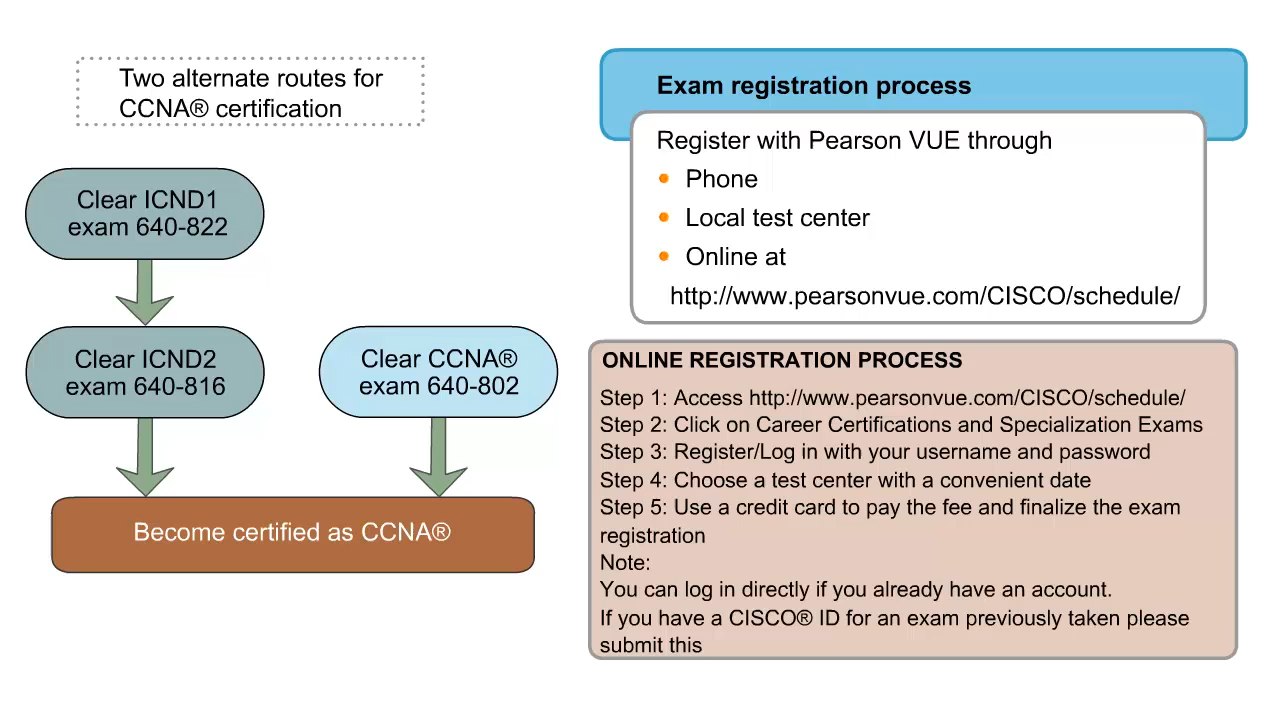 Two alternate routes for
CCNA® certification
Clear ICND1
exam 640-822
Clear ICND2
exam 640-816
Clear CCNA®
exam 640-802
Become certified as CCNA®
Exam registration process
Register with Pearson VUE through
• Phone
• Local test center
• Online at
http://www.pearsonvue.com/CISCO/schedule/
ONLINE REGISTRATION PROCESS
Step 1: Access http://www.pearsonvue.com/CISCO/schedule/
Step 2: Click on Career Certifications and Specialization Exams
Step 3: Register/Log in with your username and password
Step 4: Choose a test center with a convenient date
Step 5: Use a credit card to pay the fee and finalize the exam
registration
Note:
You can log in directly if you already have an account.
If you have a CISCO® ID for an exam previously taken please
submit this